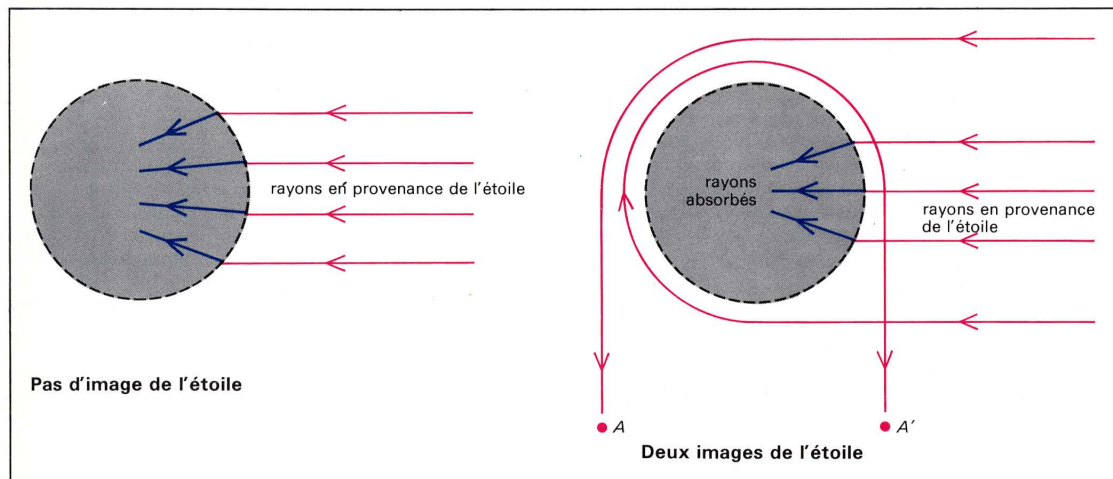 rayons en provenance de l'étoile
Pas d'image de l'étoile
rayons
absorbés
rayons en provenance
de l'étoile
A
A'
Deux images de l'étoile